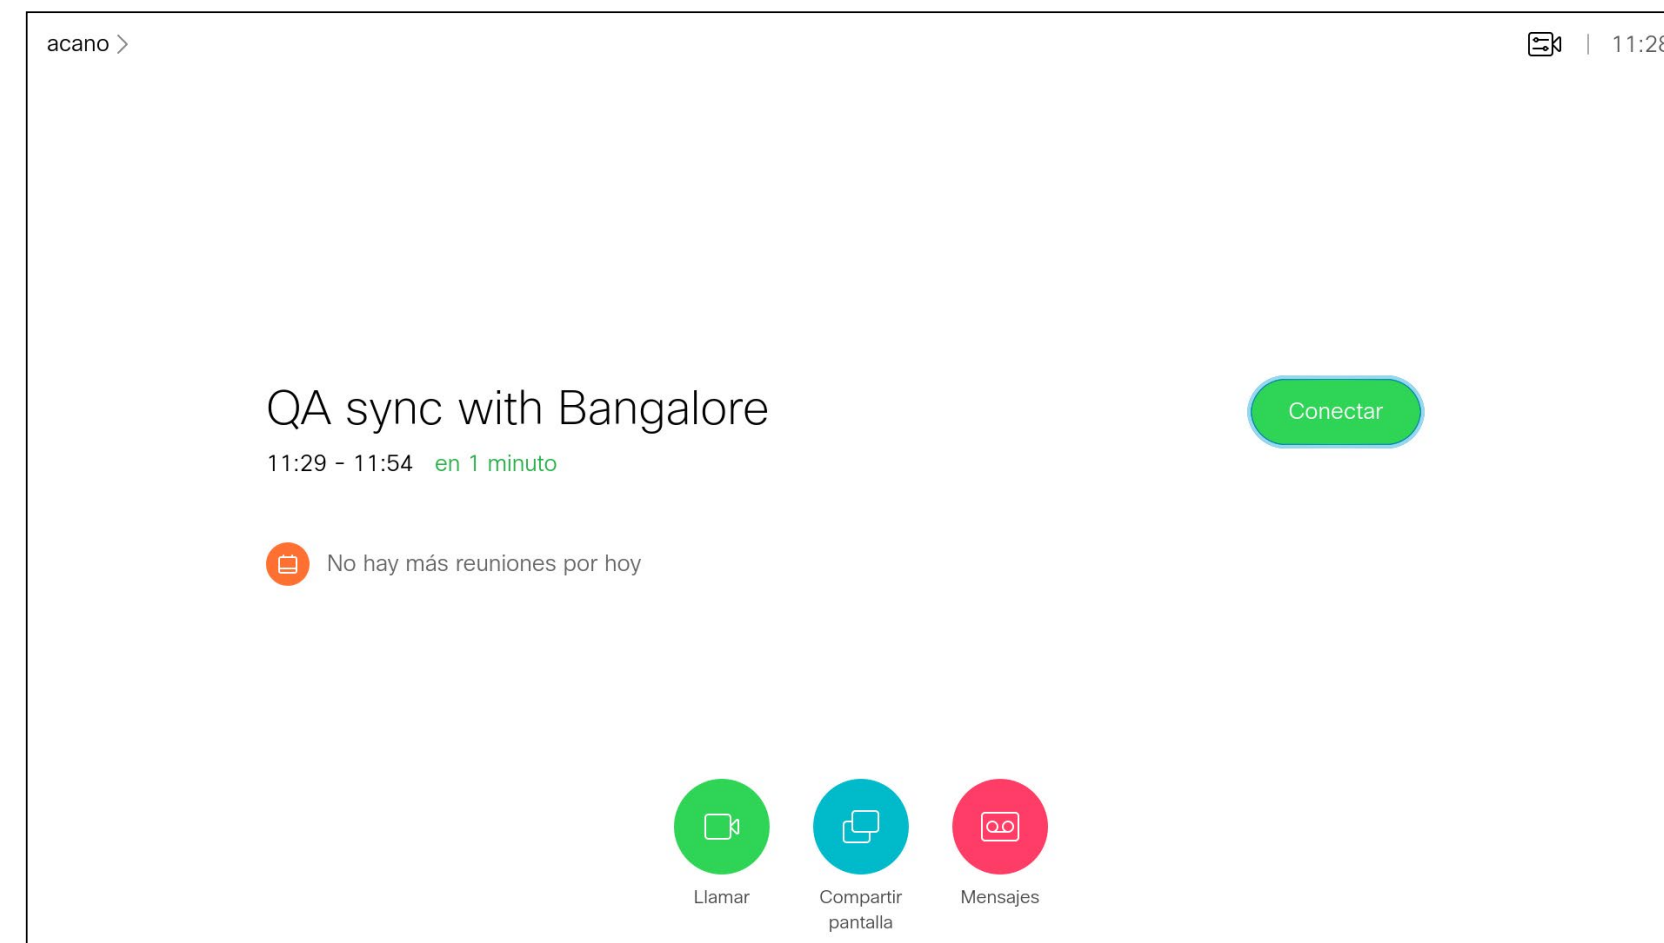 acano
11:28
QA sync with Bangalore
Conectar
11:29 - 11:54 en 1 minuto
No hay más reuniones por hoy
Llamar
Compartir
pantalla
Mensajes